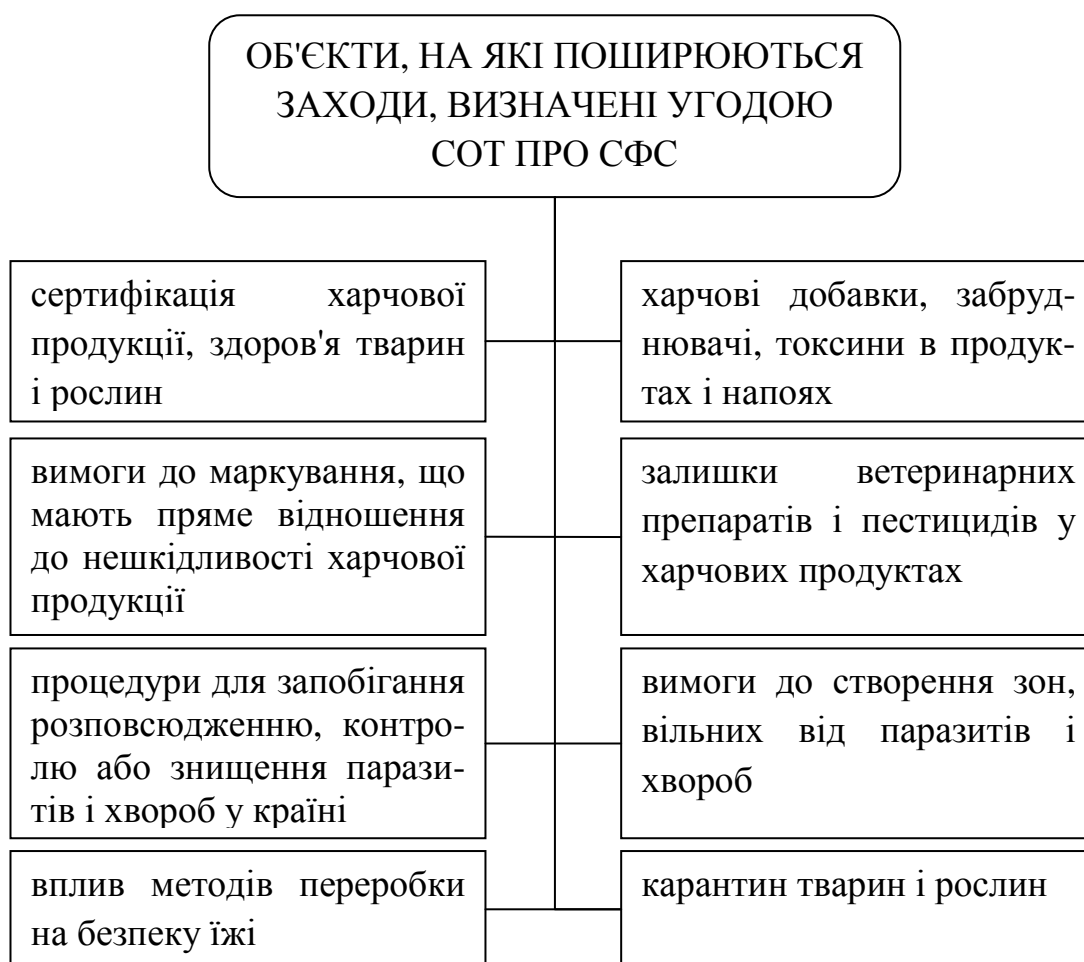 ОБ'ЄКТИ, НА ЯКІ ПОШИРЮЮТЬСЯ
ЗАХОДИ, ВИЗНАЧЕНІ УГОДОЮ
СОТ ПРО СФС
сертифікація харчової
продукції, здоров'я тварин
і рослин
харчові добавки, забруд-
нювачі, токсини в продук-
тах і напоях
вимоги до маркування, що
мають пряме відношення
до нешкідливості харчової
продукції
залишки ветеринарних
препаратів і пестицидів у
харчових продуктах
процедури для запобігання
розповсюдженню, контро-
лю або знищення парази-
тів і хвороб у країні
вимоги до створення зон,
вільних від паразитів і
хвороб
вплив методів переробки
на безпеку їжі
карантин тварин і рослин